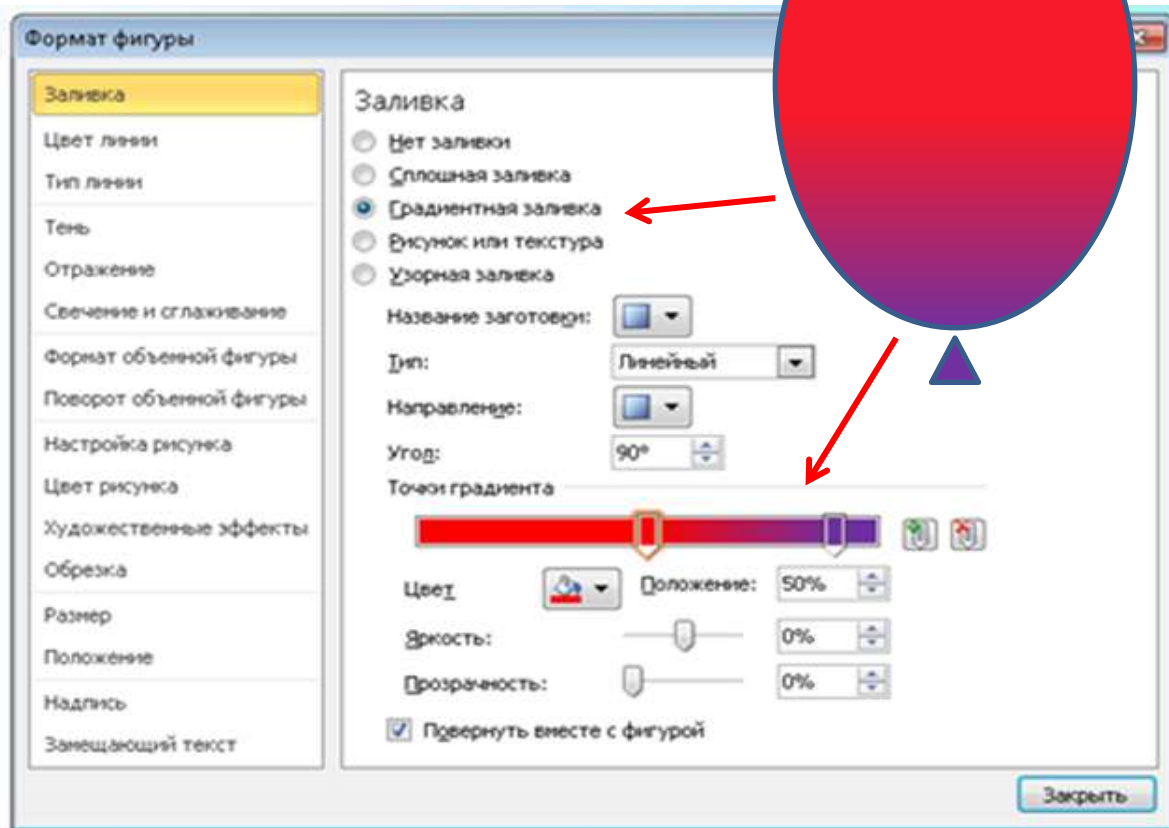 Формат фигуры
Заливка
Цвет линии
Тип линии
Тень
Отражение
Свечение и сглаживание
Формат объемной фигуры
Поворот объемной фигуры
Настройка рисунка
Цвет рисунка
Художественные эффекты
Обрезка
Размер
Положение
Надпись
Замещающий текст
Заливка
Нет заливки
Сплошная заливка
Градиентная заливка
Рисунок или текстура
Узорная заливка
Название заготовки:
Тип: Линейный
Направление:
Угол: 90°
Точки градиента
Цвет Положение: 50%
Яркость: 0%
Прозрачность: 0%
Повернуть вместе с фигурой
Закрыть